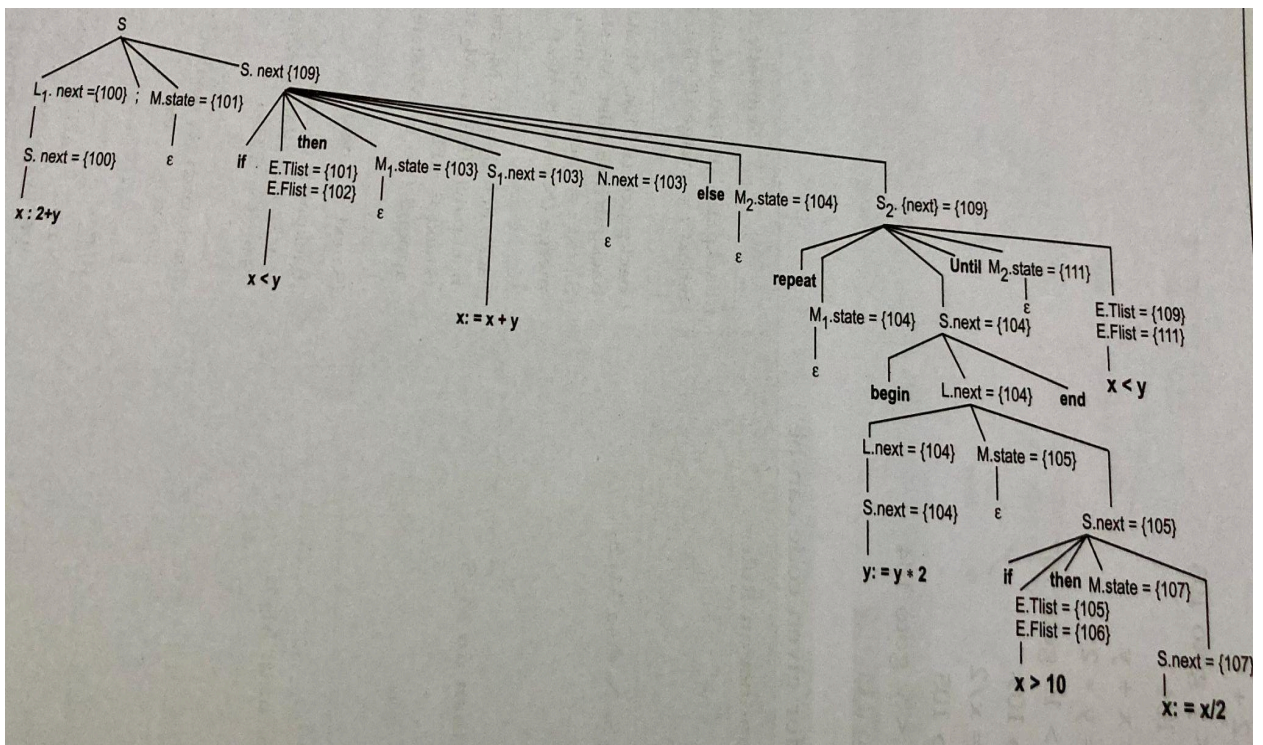 S
S. next {109}
L1. next ={100} ; M.state = {101}
S. next = {100}
ε
if
then
E.Tlist = {101}
E.Flist = {102}
M1.state = {103}
S1.next = {103}
N.next = {103}
else
M2.state = {104}
S2. {next} = {109}
x : 2+y
ε
ε
ε
x < y
x: = x + y
repeat
Until M2.state = {111}
ε
M1.state = {104}
S.next = {104}
E.Tlist = {109}
E.Flist = {111}
ε
begin
L.next = {104}
end
x < y
L.next = {104}
M.state = {105}
S.next = {104}
ε
S.next = {105}
y: = y * 2
if
then M.state = {107}
E.Tlist = {105}
E.Flist = {106}
x > 10
S.next = {107}
x: = x/2